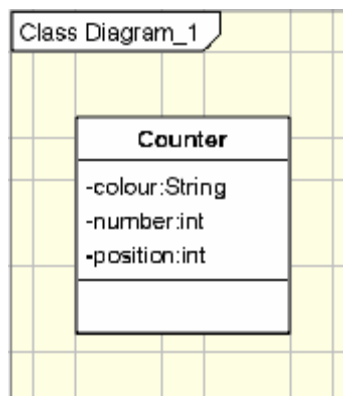 Class Diagram_1
Counter
-colour:String
-number:int
-position:int